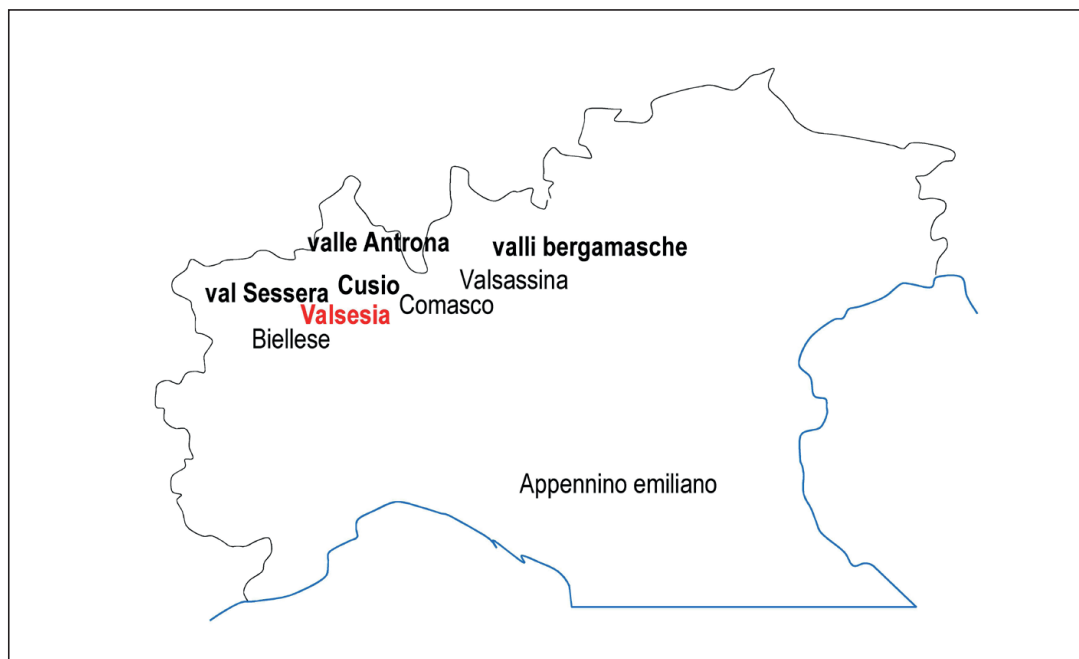 valle Antrona
valli bergamasche
Valsassina
Cusio
val Sessera
Comasco
Valsesia
Biellese
Appennino emiliano